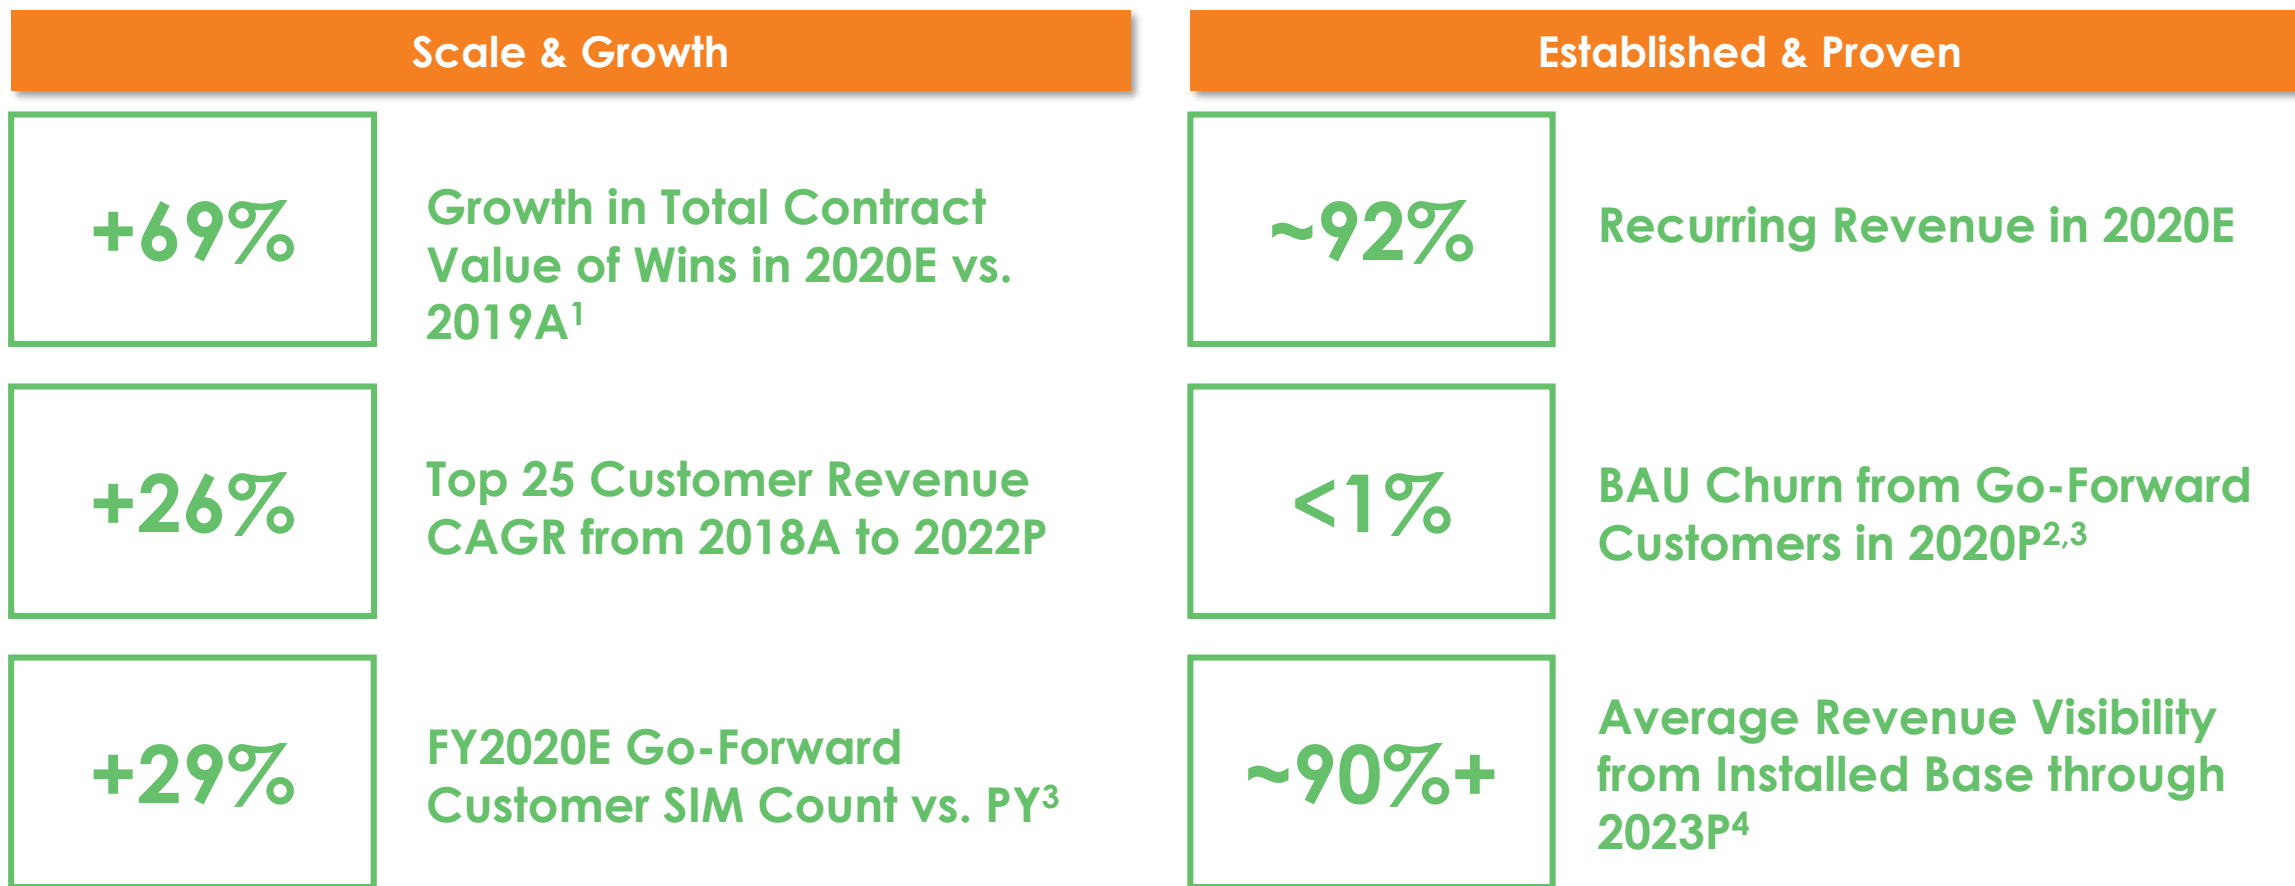 Scale & Growth
+69%
Growth in Total Contract
Value of Wins in 2020E vs.
2019A¹
+26%
Top 25 Customer Revenue
CAGR from 2018A to 2022P
+29%
FY2020E Go-Forward
Customer SIM Count vs. PY³
Established & Proven
~92%
Recurring Revenue in 2020E
<1%
BAU Churn from Go-Forward
Customers in 2020P²,³
~90%+
Average Revenue Visibility
from Installed Base through
2023P⁴